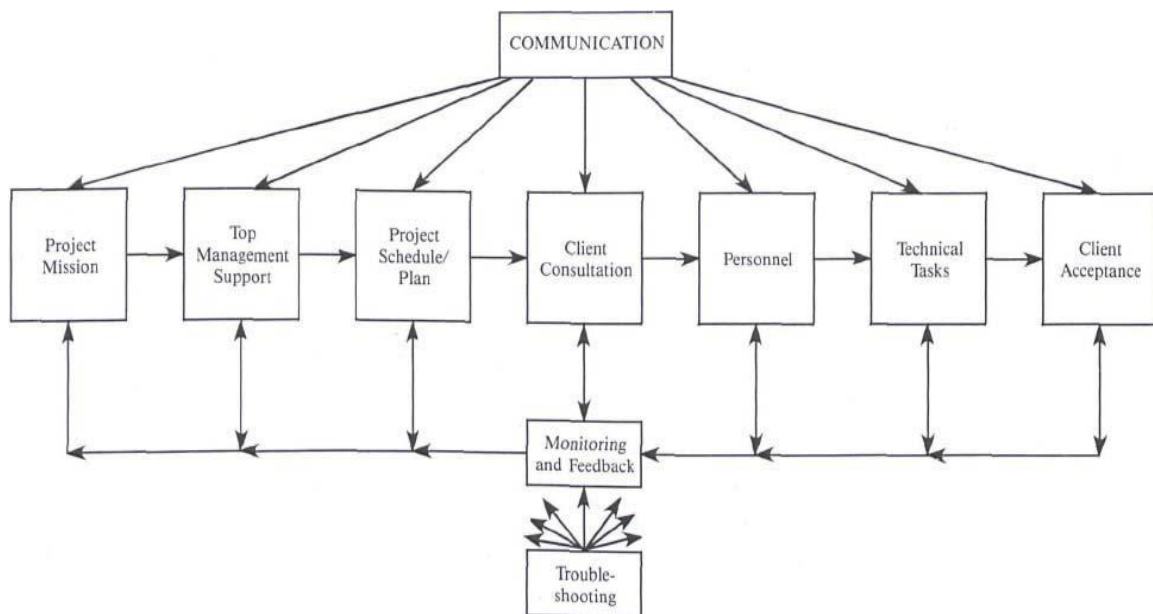 COMMUNICATION
Project
Mission
Top
Management
Support
Project
Schedule/
Plan
Client
Consultation
Personnel
Technical
Tasks
Client
Acceptance
Monitoring
and Feedback
Trouble-
shooting